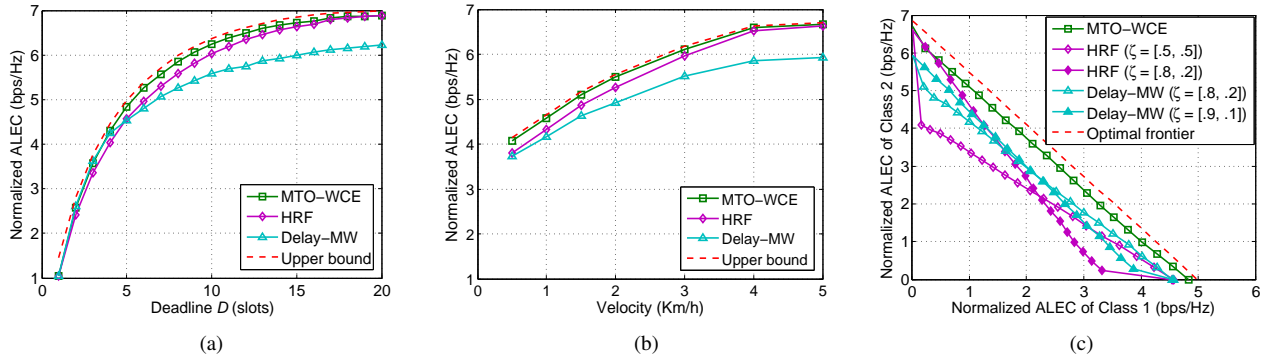 7
6
5
4
3
2
1
0
5
10
15
20
Normalized ALEC (bps/Hz)
Deadline D (slots)
MTO−WCE
HRF
Delay−MW
Upper bound
(a)
7
6
5
4
3
2
1
0
1
2
3
4
5
Normalized ALEC (bps/Hz)
Velocity (Km/h)
MTO−WCE
HRF
Delay−MW
Upper bound
(b)
7
6
5
4
3
2
1
0
0
1
2
3
4
5
6
Normalized ALEC of Class 2 (bps/Hz)
Normalized ALEC of Class 1 (bps/Hz)
MTO−WCE
HRF (ζ = [.5, .5])
HRF (ζ = [.8, .2])
Delay−MW (ζ = [.8, .2])
Delay−MW (ζ = [.9, .1])
Optimal frontier
(c)